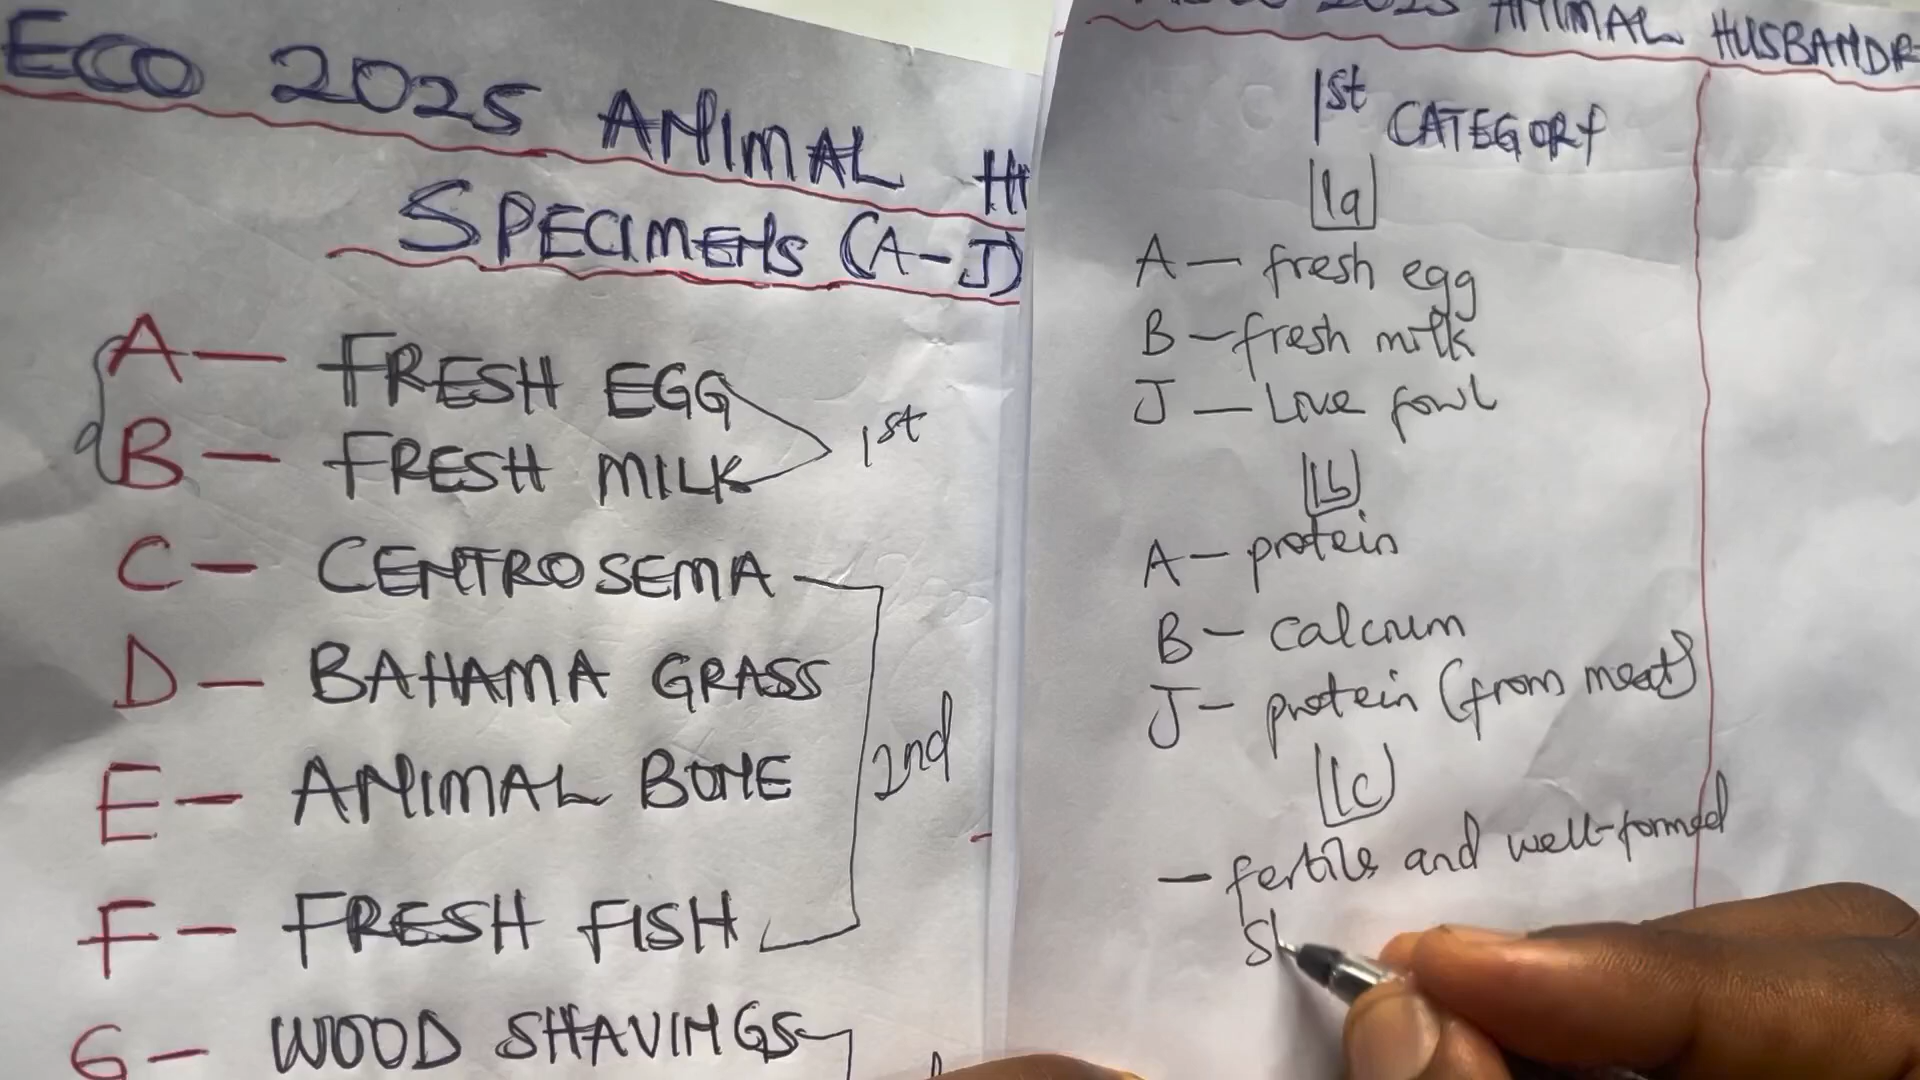 ECO 2025 ANIMAL
SPECIMENS (A-J)
A — FRESH EGG
B — FRESH MILK
1st
C — CENTROSEMA
D — BAHAMA GRASS
E — ANIMAL BONE
F — FRESH FISH
2nd
G — WOOD SHAVINGS
2025 ANIMAL HUSBANDR
1st CATEGORY
1a
A — fresh egg
B — fresh milk
J — Live fowl
1b
A — protein
B — calcium
J — protein (from meat)
1c
— fertile and well-formed